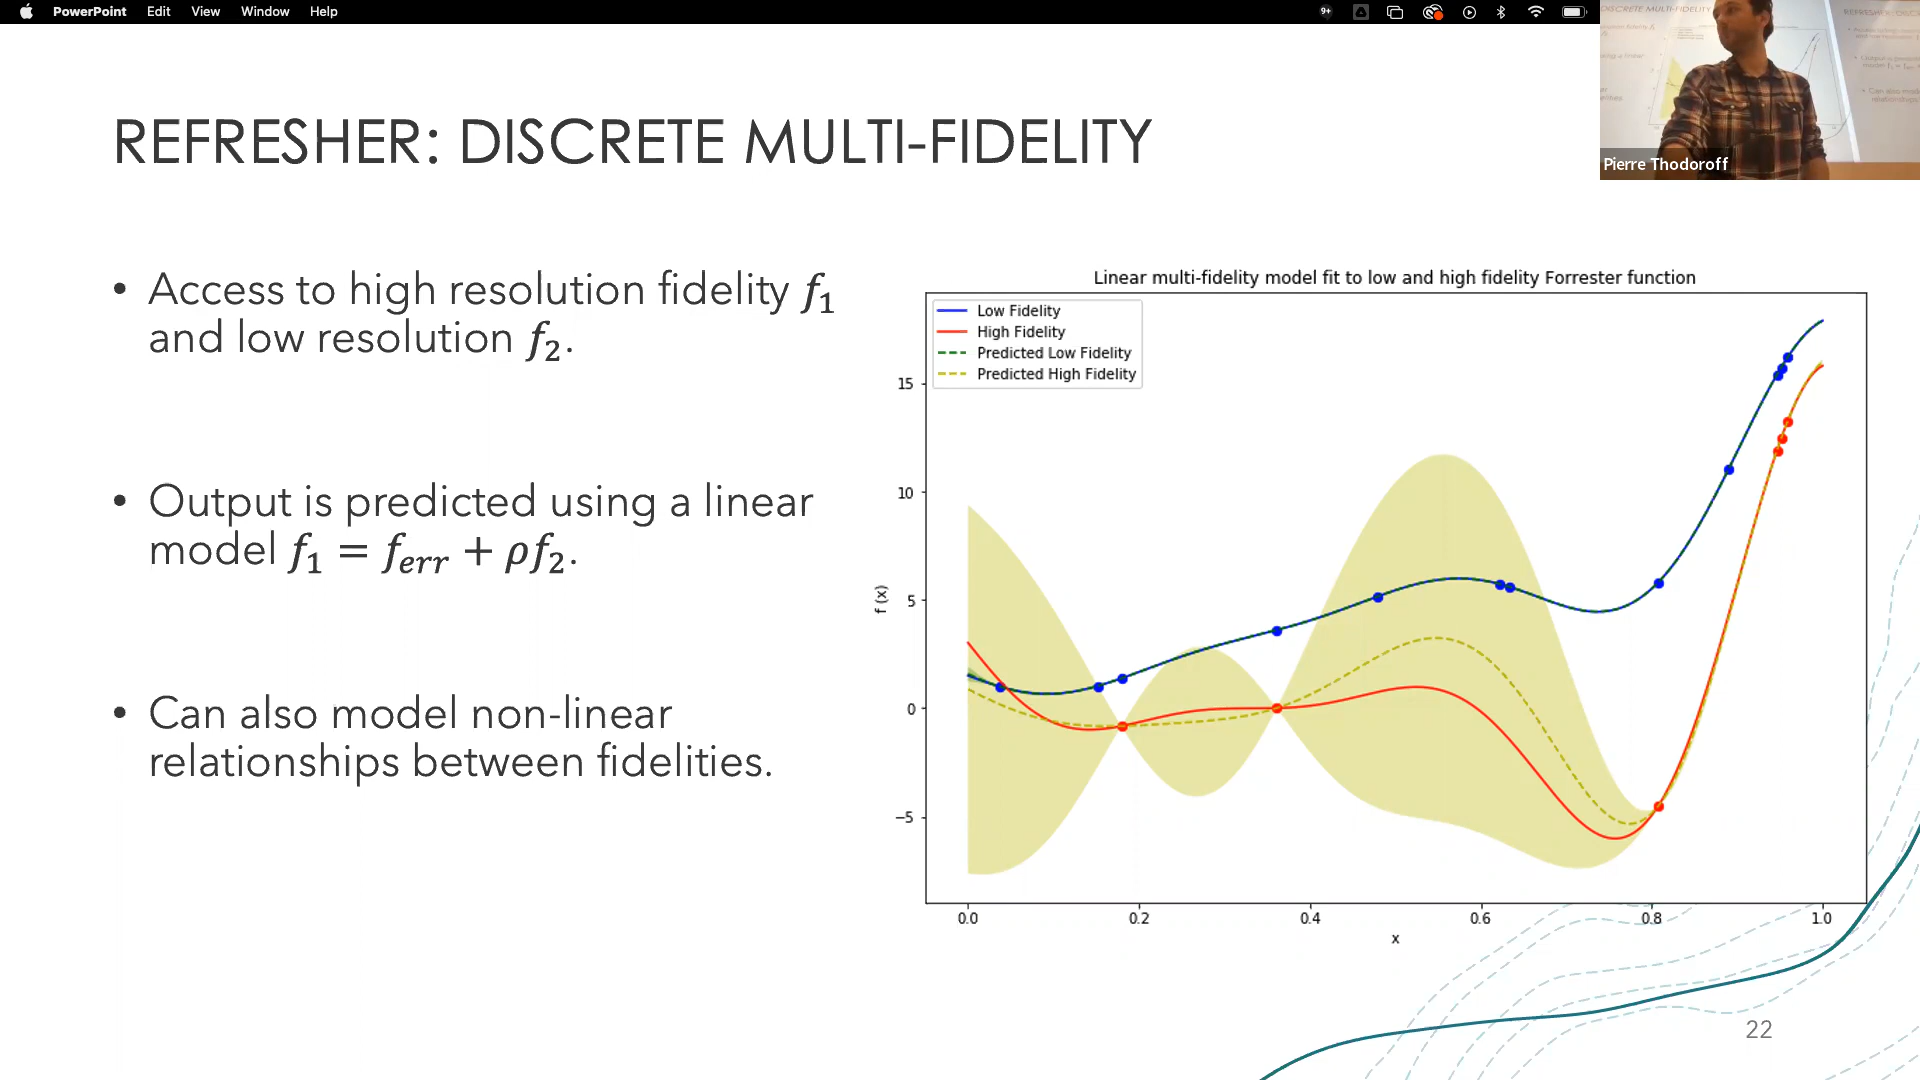 PowerPoint Edit View Window Help
9+
REFRESHER: DISCRETE MULTI-FIDELITY
Pierre Thodoroff
• Access to high resolution fidelity f₁
and low resolution f₂.
• Output is predicted using a linear
model f₁ = f_err + ρf₂.
• Can also model non-linear
relationships between fidelities.
Linear multi-fidelity model fit to low and high fidelity Forrester function
Low Fidelity
High Fidelity
Predicted Low Fidelity
Predicted High Fidelity
15
10
5
0
−5
f (x)
0.0 0.2 0.4 0.6 0.8 1.0
x
22